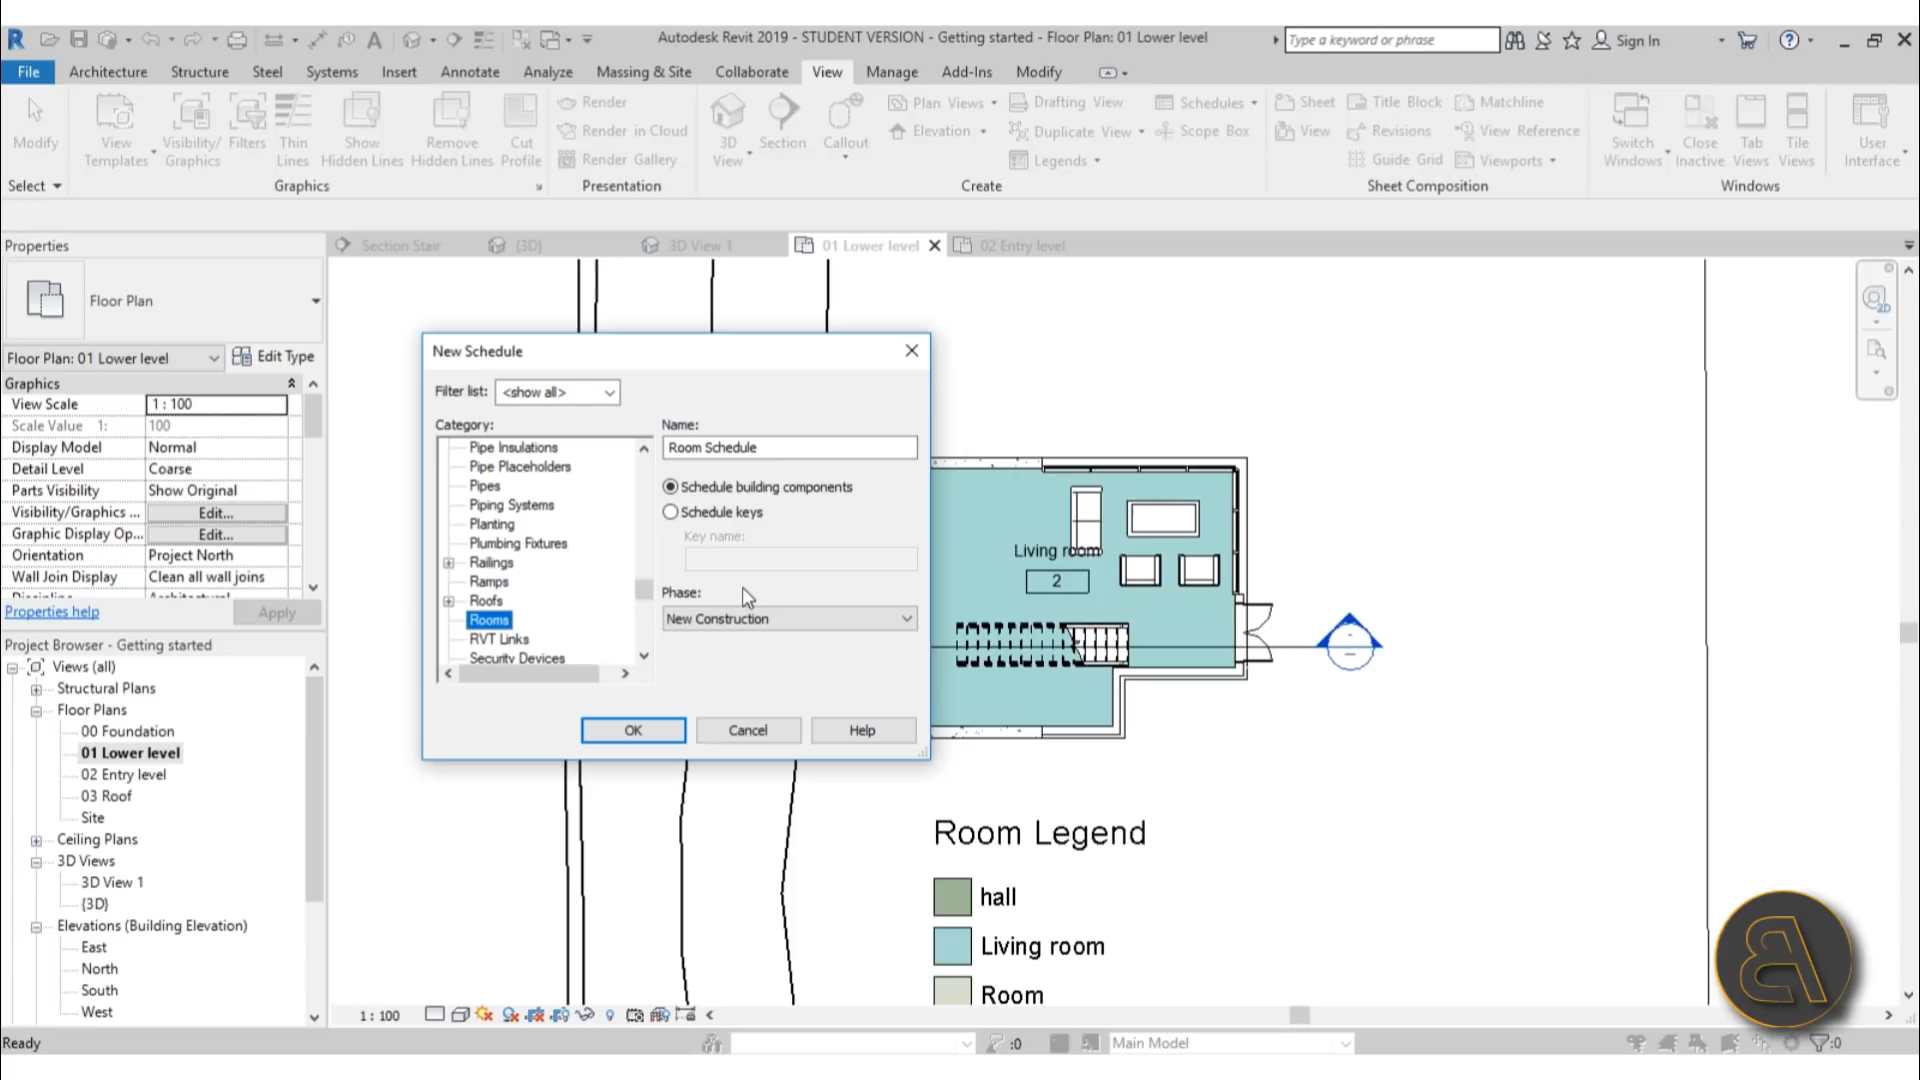 Autodesk Revit 2019 - STUDENT VERSION - Getting started - Floor Plan: 01 Lower level
Type a keyword or phrase
Sign In
File Architecture Structure Steel Systems Insert Annotate Analyze Massing & Site Collaborate View Manage Add-Ins Modify
Modify
View Templates
Visibility/ Graphics
Filters
Thin Lines
Show Hidden Lines
Remove Hidden Lines
Cut Profile
Render
Render in Cloud
Render Gallery
3D View
Section
Callout
Plan Views
Elevation
Drafting View
Duplicate View
Legends
Schedules
Scope Box
Sheet
View
Title Block
Revisions
Guide Grid
Matchline
View Reference
Viewports
Switch Windows
Close Inactive
Tab Views
Tile Views
User Interface
Select Graphics Presentation Create Sheet Composition Windows
Properties
Section Stair {3D} 3D View 1 01 Lower level 02 Entry level
Floor Plan
Floor Plan: 01 Lower level Edit Type
Graphics
View Scale 1 : 100
Scale Value 1: 100
Display Model Normal
Detail Level Coarse
Parts Visibility Show Original
Visibility/Graphics ... Edit...
Graphic Display Op... Edit...
Orientation Project North
Wall Join Display Clean all wall joins
Properties help Apply
Project Browser - Getting started
Views (all)
Structural Plans
Floor Plans
00 Foundation
01 Lower level
02 Entry level
03 Roof
Site
Ceiling Plans
3D Views
3D View 1
{3D}
Elevations (Building Elevation)
East
North
South
West
New Schedule
Filter list: <show all>
Category:
Pipe Insulations
Pipe Placeholders
Pipes
Piping Systems
Planting
Plumbing Fixtures
Railings
Ramps
Roofs
Rooms
RVT Links
Security Devices
Name:
Room Schedule
Schedule building components
Schedule keys
Key name:
Phase:
New Construction
OK Cancel Help
Living room
2
Room Legend
hall
Living room
Room
2D
1 : 100
Ready
:0
Main Model
:0